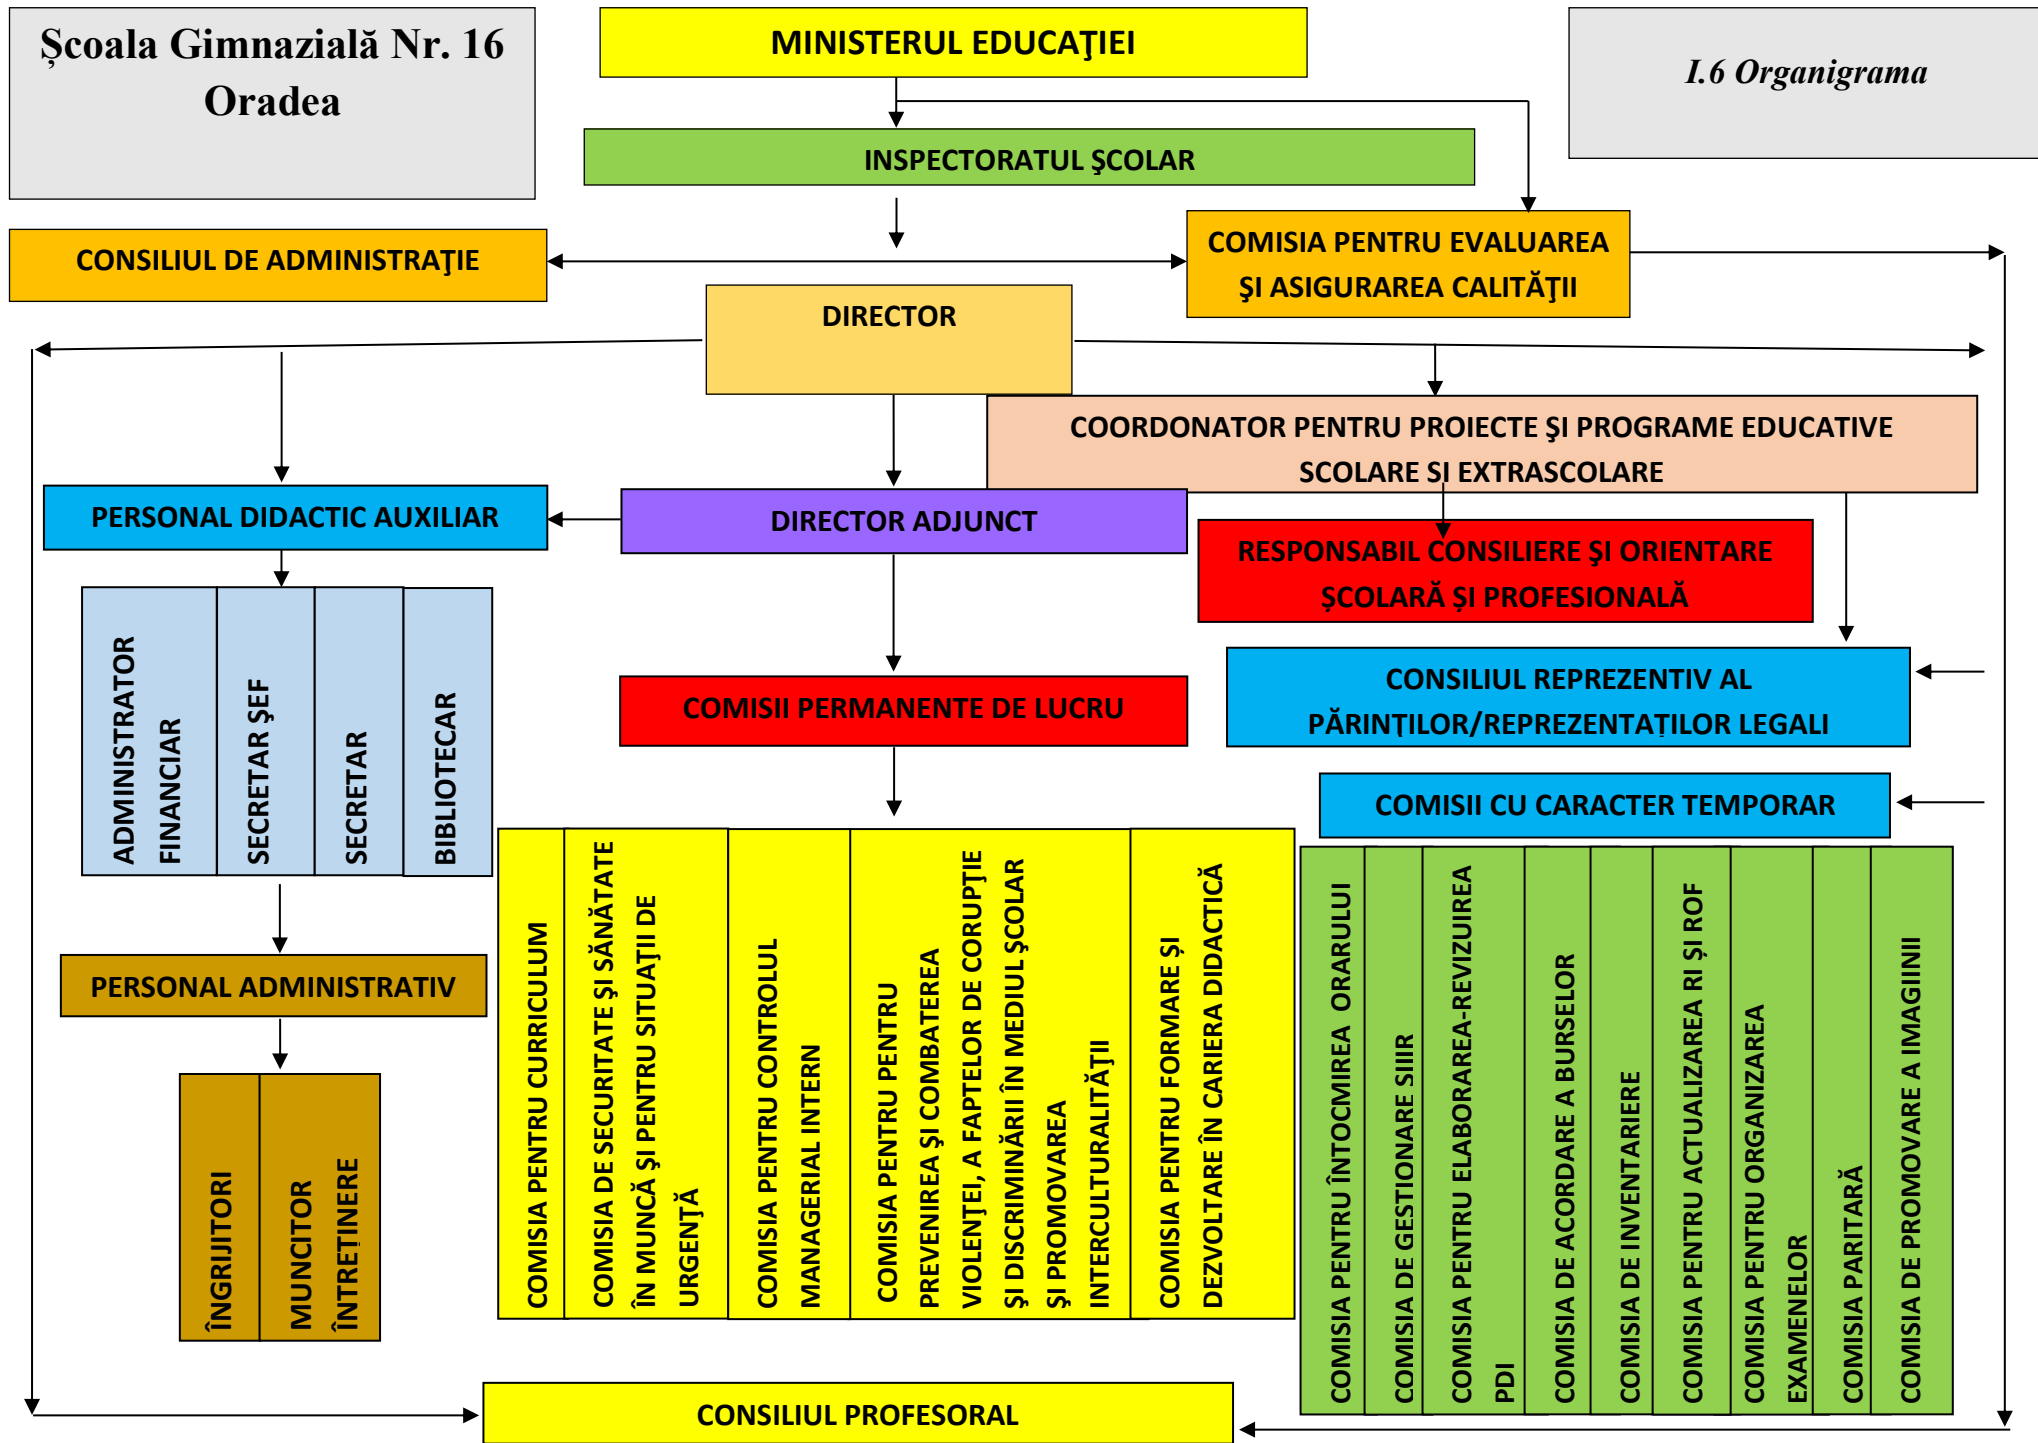 Școala Gimnazială Nr. 16
Oradea
MINISTERUL EDUCAŢIEI
I.6 Organigrama
INSPECTORATUL ŞCOLAR
CONSILIUL DE ADMINISTRAŢIE
COMISIA PENTRU EVALUAREA
ŞI ASIGURAREA CALITĂŢII
DIRECTOR
COORDONATOR PENTRU PROIECTE ŞI PROGRAME EDUCATIVE
SCOLARE SI EXTRASCOLARE
PERSONAL DIDACTIC AUXILIAR
DIRECTOR ADJUNCT
RESPONSABIL CONSILIERE ŞI ORIENTARE
ȘCOLARĂ ȘI PROFESIONALĂ
ADMINISTRATOR
FINANCIAR
SECRETAR ŞEF
SECRETAR
BIBLIOTECAR
COMISII PERMANENTE DE LUCRU
CONSILIUL REPREZENTIV AL
PĂRINŢILOR/REPREZENTAȚILOR LEGALI
COMISII CU CARACTER TEMPORAR
PERSONAL ADMINISTRATIV
ÎNGRIJITORI
MUNCITOR
ÎNTREȚINERE
COMISIA PENTRU CURRICULUM
COMISIA DE SECURITATE ŞI SĂNĂTATE
ÎN MUNCĂ ŞI PENTRU SITUAŢII DE
URGENŢĂ
COMISIA PENTRU CONTROLUL
MANAGERIAL INTERN
COMISIA PENTRU PENTRU
PREVENIREA ŞI COMBATEREA
VIOLENŢEI, A FAPTELOR DE CORUPŢIE
ŞI DISCRIMINĂRII ÎN MEDIUL ŞCOLAR
ŞI PROMOVAREA
INTERCULTURALITĂŢII
COMISIA PENTRU FORMARE ȘI
DEZVOLTARE ÎN CARIERA DIDACTICĂ
COMISIA PENTRU ÎNTOCMIREA ORARULUI
COMISIA DE GESTIONARE SIIIR
COMISIA PENTRU ELABORAREA-REVIZUIREA
PDI
COMISIA DE ACORDARE A BURSELOR
COMISIA DE INVENTARIERE
COMISIA PENTRU ACTUALIZAREA RI ȘI ROF
COMISIA PENTRU ORGANIZAREA
EXAMENELOR
COMISIA PARITARĂ
COMISIA DE PROMOVARE A IMAGIINII
CONSILIUL PROFESORAL